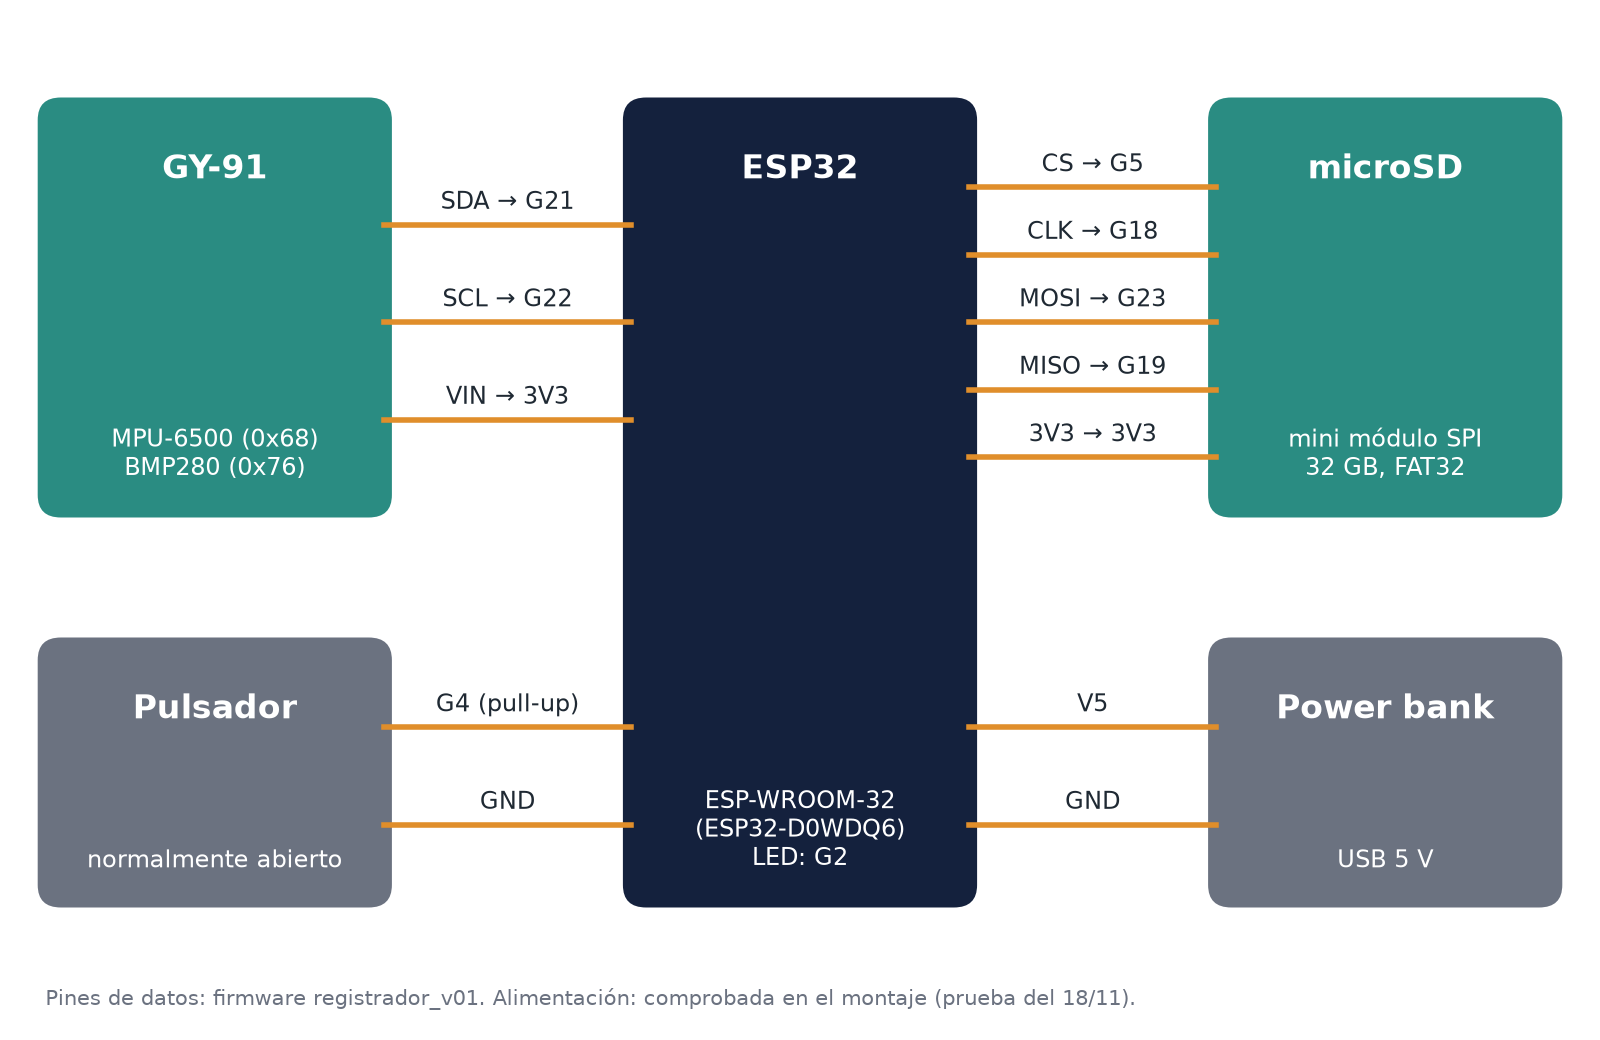 GY-91
SDA → G21
SCL → G22
VIN → 3V3
MPU-6500 (0x68)
BMP280 (0x76)
ESP32
ESP-WROOM-32
(ESP32-D0WDQ6)
LED: G2
CS → G5
CLK → G18
MOSI → G23
MISO → G19
3V3 → 3V3
microSD
mini módulo SPI
32 GB, FAT32
Pulsador
normalmente abierto
G4 (pull-up)
GND
V5
GND
Power bank
USB 5 V
Pines de datos: firmware registrador_v01. Alimentación: comprobada en el montaje (prueba del 18/11).